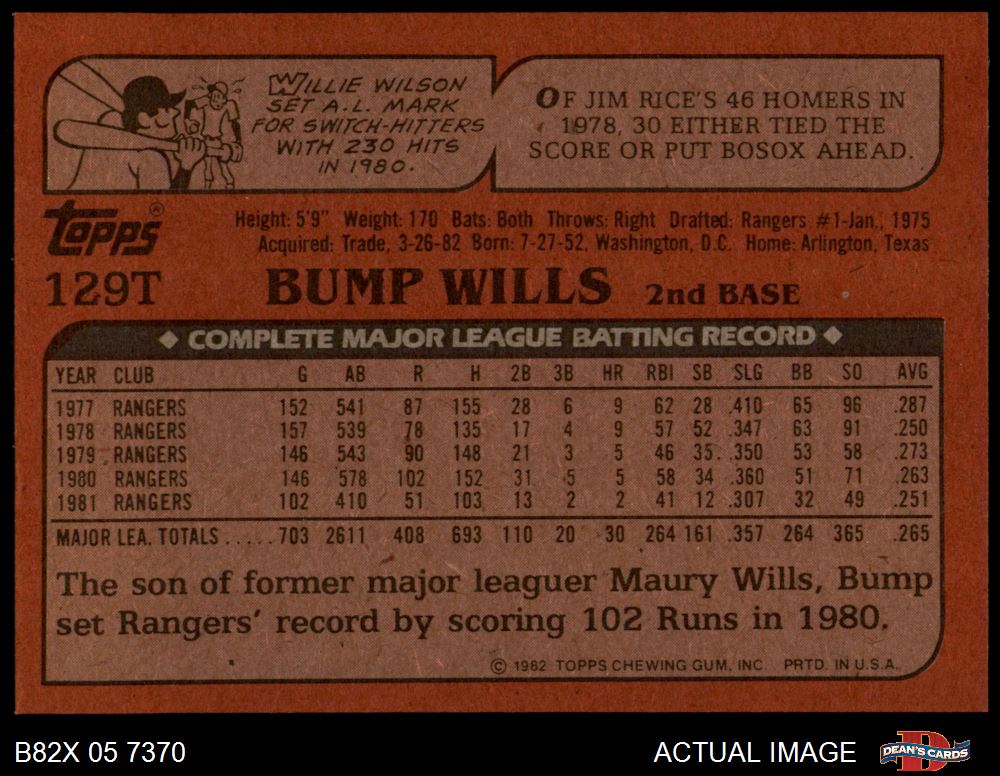 WILLIE WILSON
SET A.L. MARK
FOR SWITCH-HITTERS
WITH 230 HITS
IN 1980.
OF JIM RICE'S 46 HOMERS IN
1978, 30 EITHER TIED THE
SCORE OR PUT BOSOX AHEAD.
Topps®
129T
Height: 5'9" Weight: 170 Bats: Both Throws: Right Drafted: Rangers #1-Jan., 1975
Acquired: Trade, 3-26-82 Born: 7-27-52, Washington, D.C. Home: Arlington, Texas
BUMP WILLS 2nd BASE
◆ COMPLETE MAJOR LEAGUE BATTING RECORD ◆
YEAR CLUB G AB R H 2B 3B HR RBI SB SLG BB SO AVG
1977 RANGERS 152 541 87 155 28 6 9 62 28 .410 65 96 .287
1978 RANGERS 157 539 78 135 17 4 9 57 52 .347 63 91 .250
1979 RANGERS 146 543 90 148 21 3 5 46 35 .350 53 58 .273
1980 RANGERS 146 578 102 152 31 5 5 58 34 .360 51 71 .263
1981 RANGERS 102 410 51 103 13 2 2 41 12 .307 32 49 .251
MAJOR LEA. TOTALS.....703 2611 408 693 110 20 30 264 161 .357 264 365 .265
The son of former major leaguer Maury Wills, Bump
set Rangers' record by scoring 102 Runs in 1980.
© 1982 TOPPS CHEWING GUM, INC. PRTD. IN U.S.A.
B82X 05 7370
ACTUAL IMAGE
DEAN'S CARDS